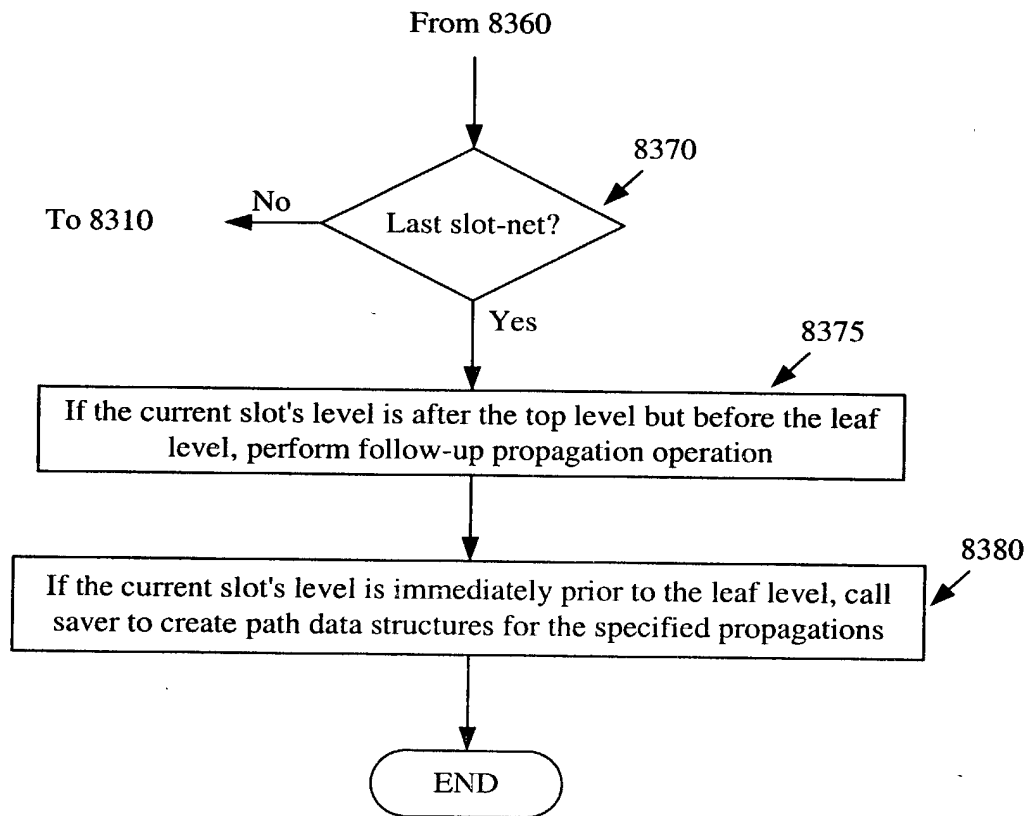 From 8360
8370
No
To 8310
Last slot-net?
Yes
8375
If the current slot's level is after the top level but before the leaf
level, perform follow-up propagation operation
8380
If the current slot's level is immediately prior to the leaf level, call
saver to create path data structures for the specified propagations
END